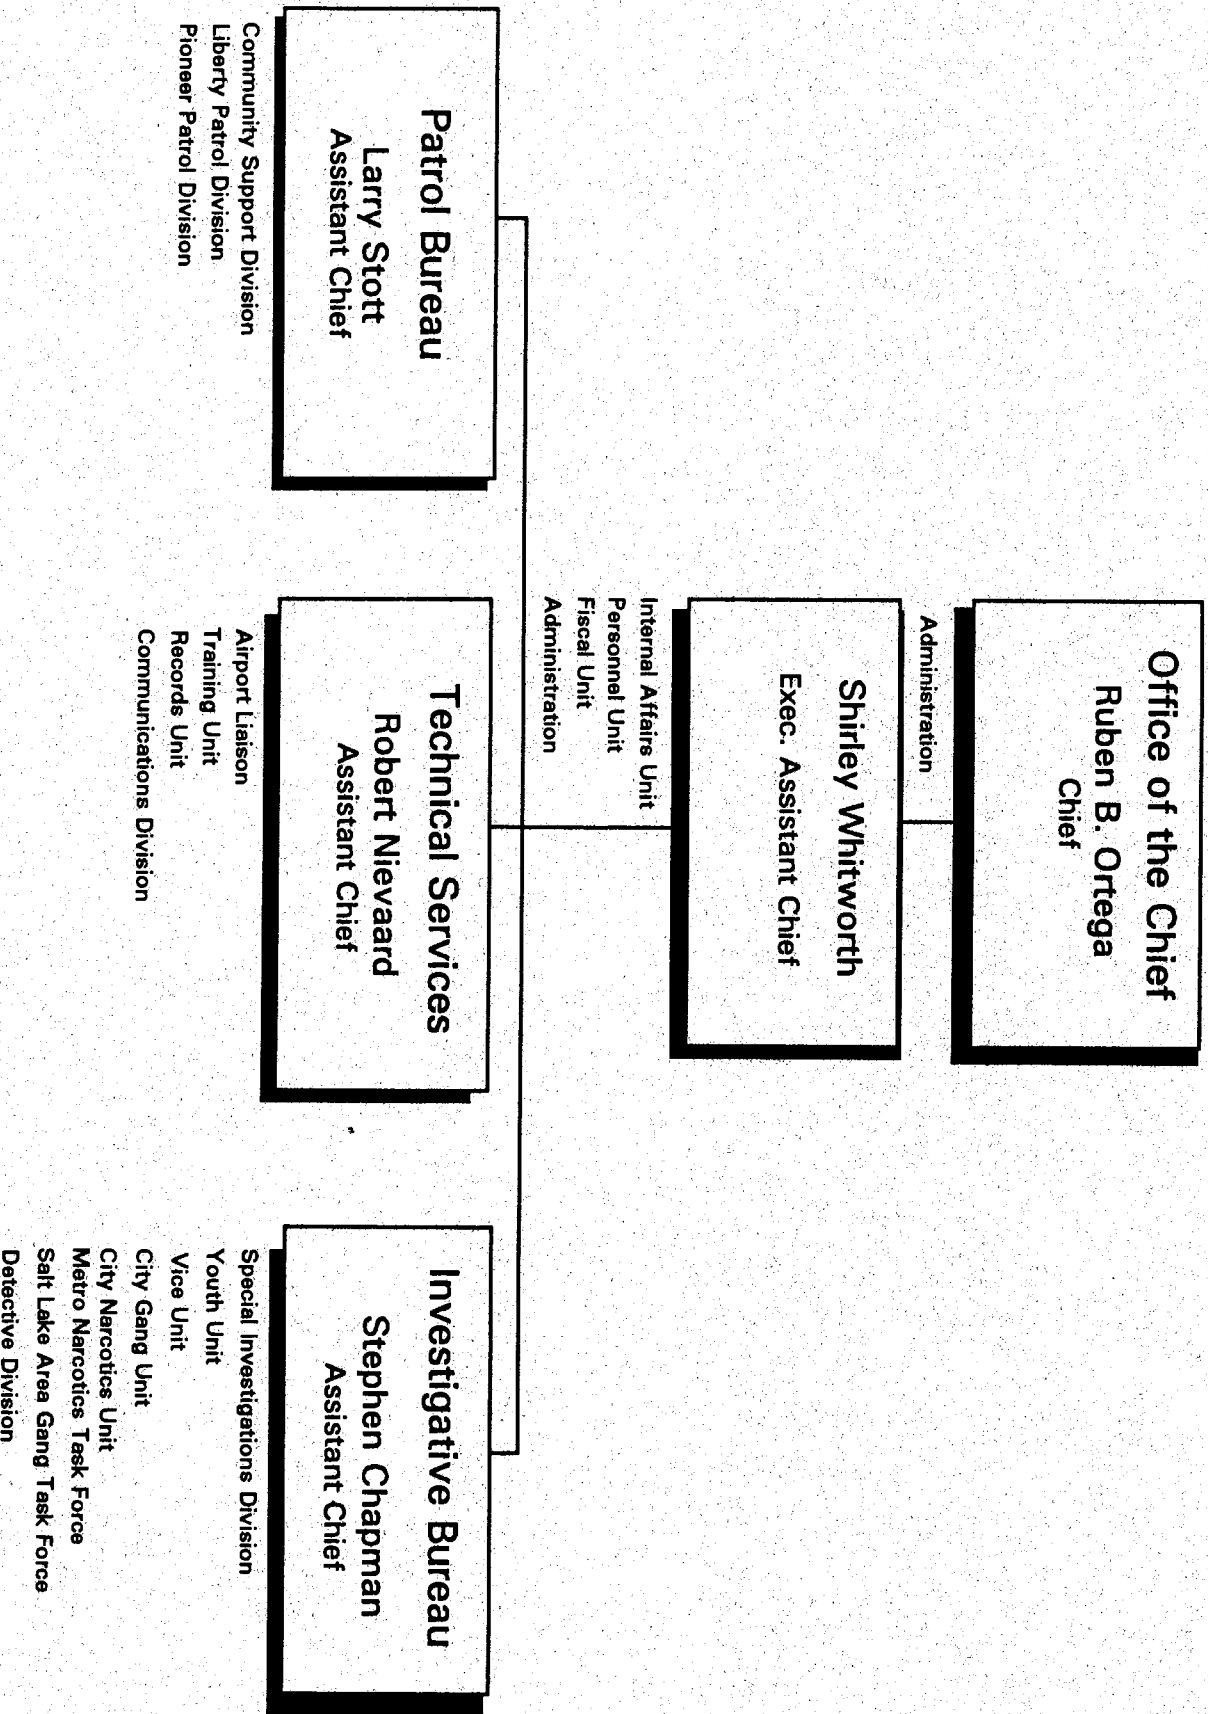 Office of the Chief
Ruben B. Ortega
Chief
Administration
Shirley Whitworth
Exec. Assistant Chief
Internal Affairs Unit
Personnel Unit
Fiscal Unit
Administration
Patrol Bureau
Larry Stott
Assistant Chief
Community Support Division
Liberty Patrol Division
Pioneer Patrol Division
Technical Services
Robert Nievaard
Assistant Chief
Airport Liaison
Training Unit
Records Unit
Communications Division
Investigative Bureau
Stephen Chapman
Assistant Chief
Special Investigations Division
Youth Unit
Vice Unit
City Gang Unit
City Narcotics Unit
Metro Narcotics Task Force
Salt Lake Area Gang Task Force
Detective Division